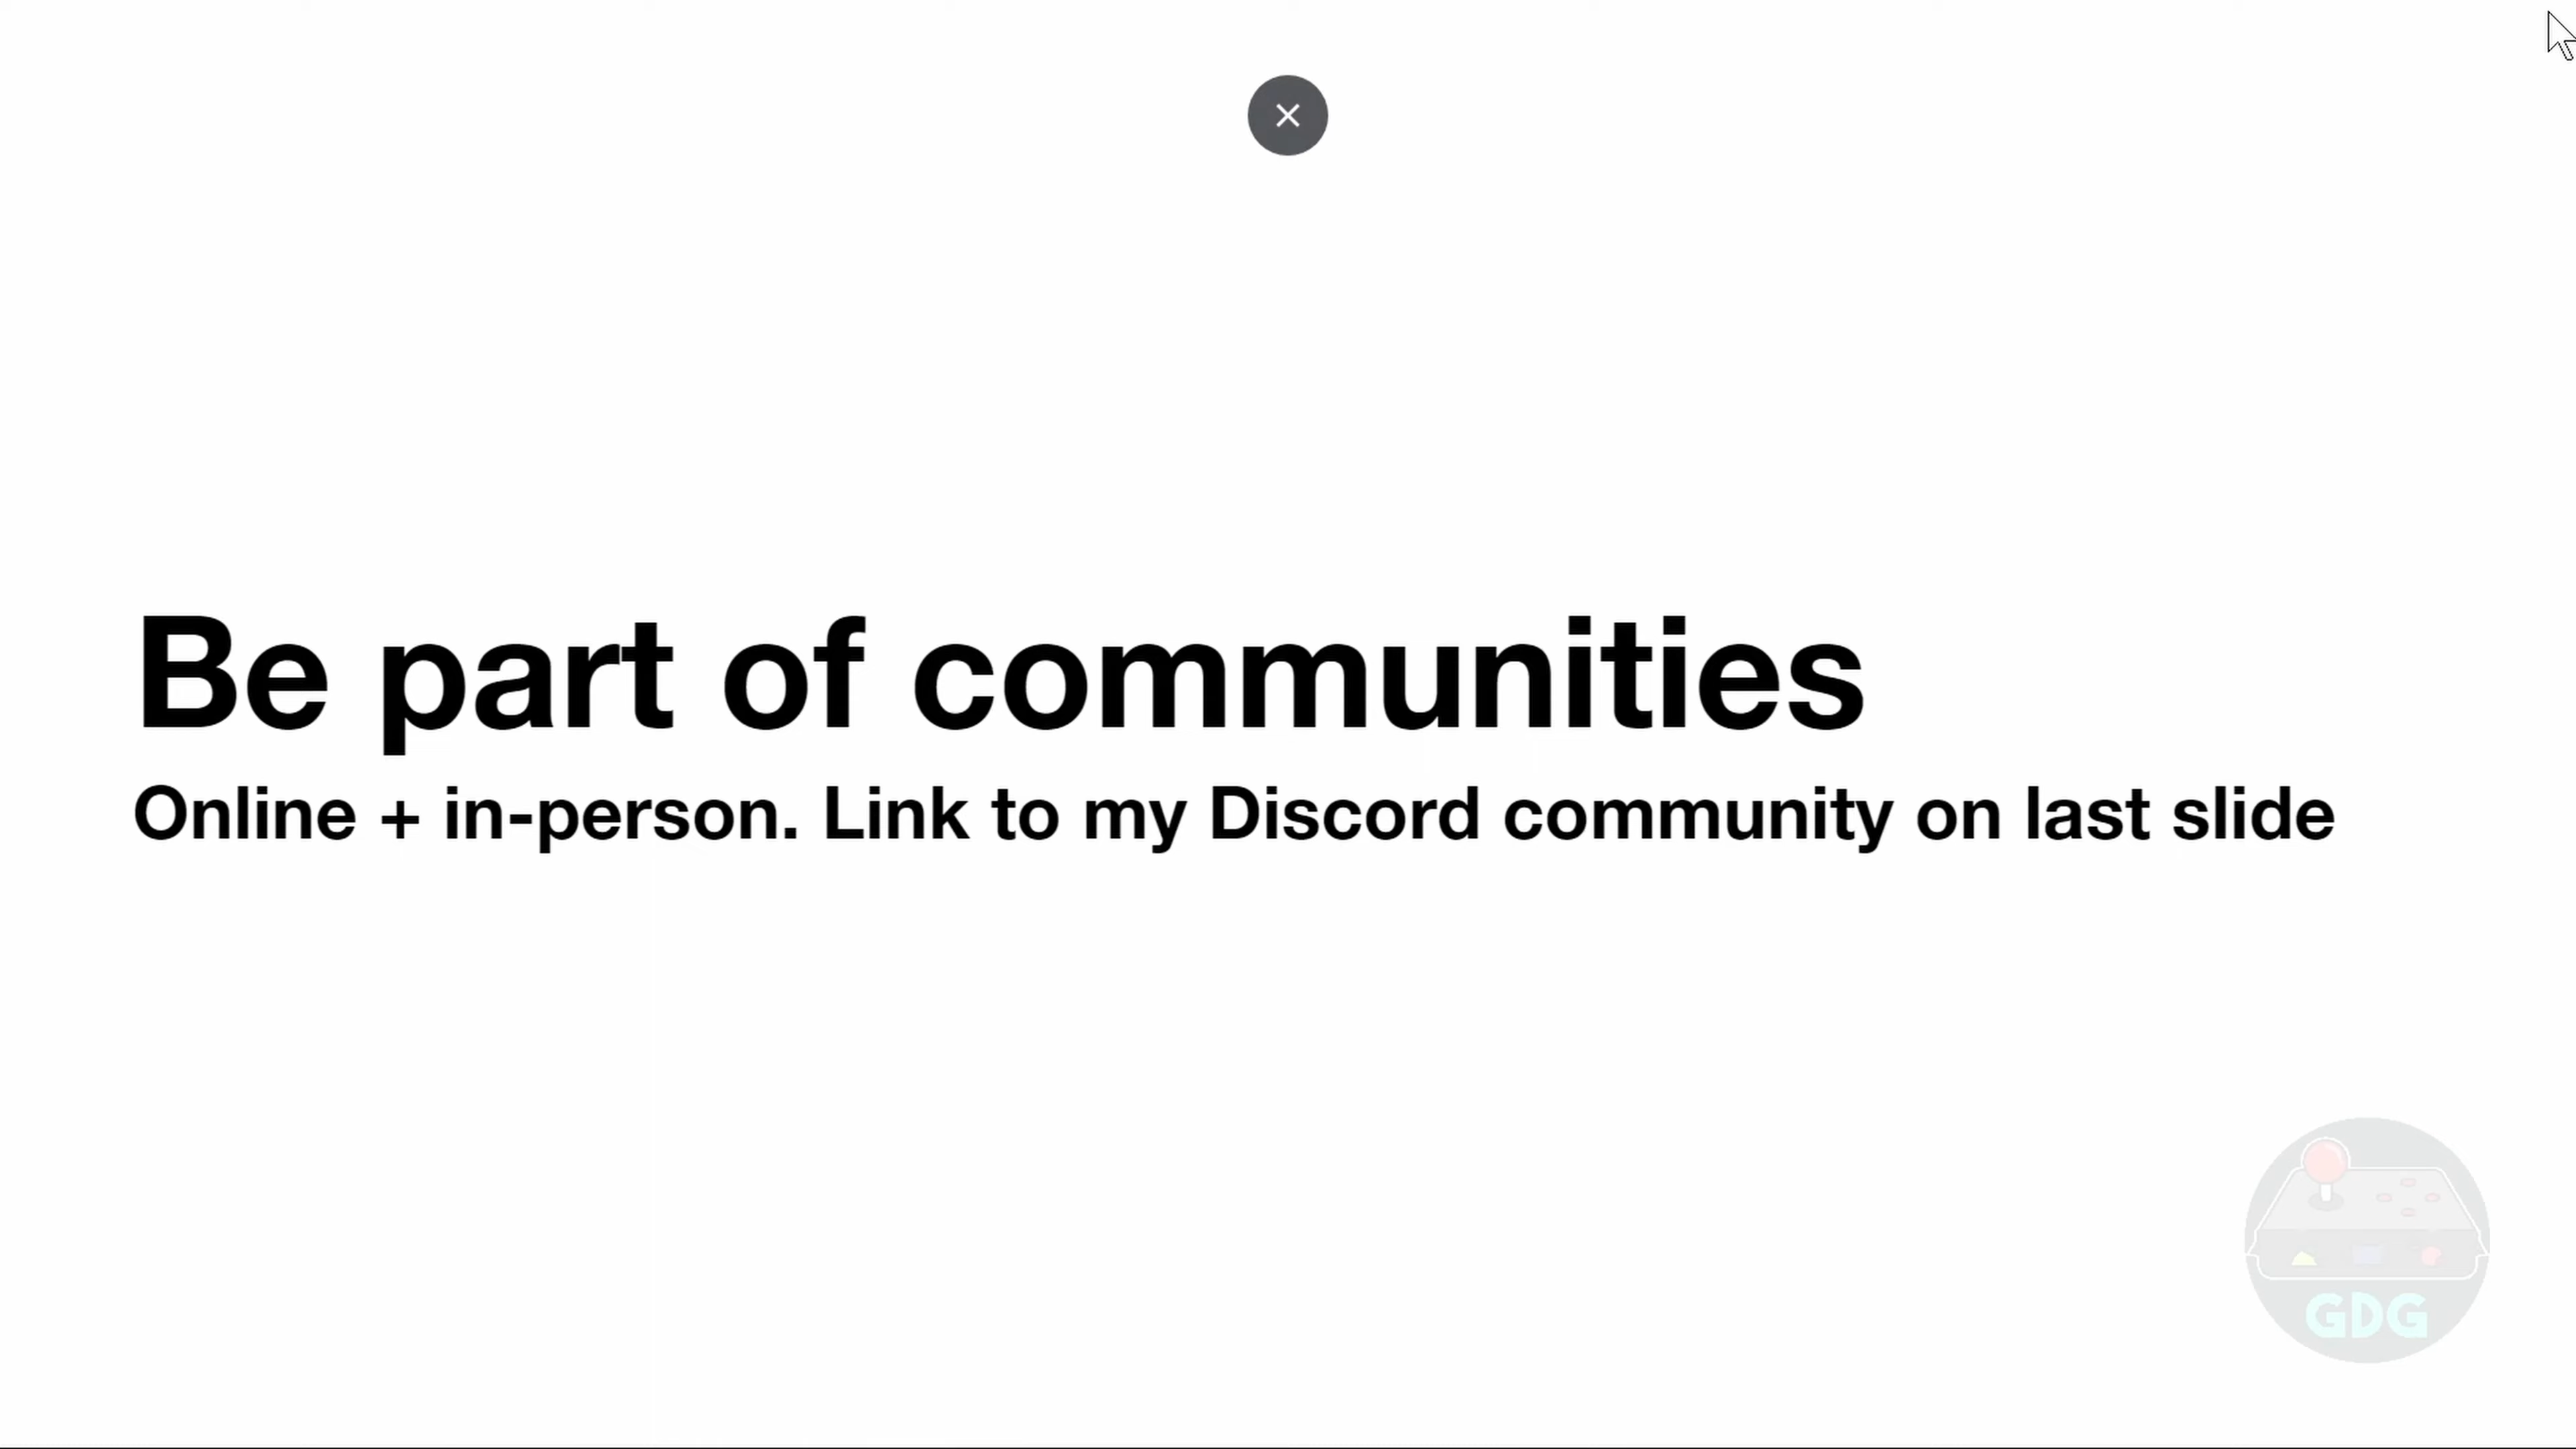 Be part of communities
Online + in-person. Link to my Discord community on last slide
GDG